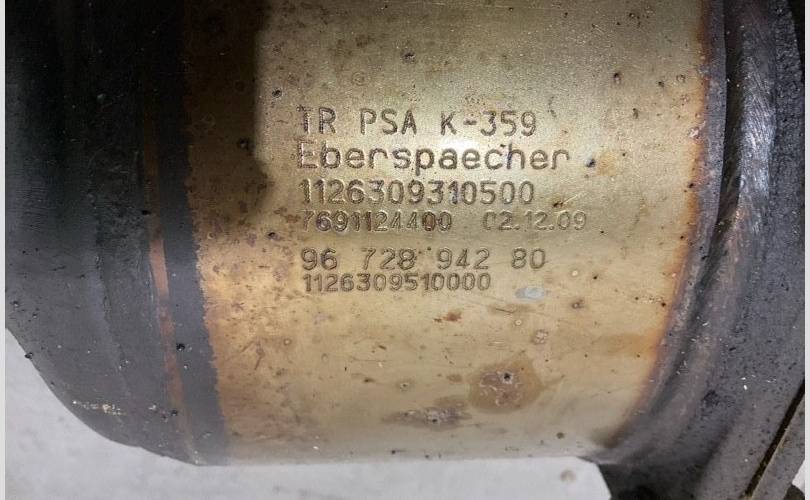 TR PSA K-359
Eberspaecher
1126309310500
7691124400 02.12.09
96 728 942 80
1126309510000